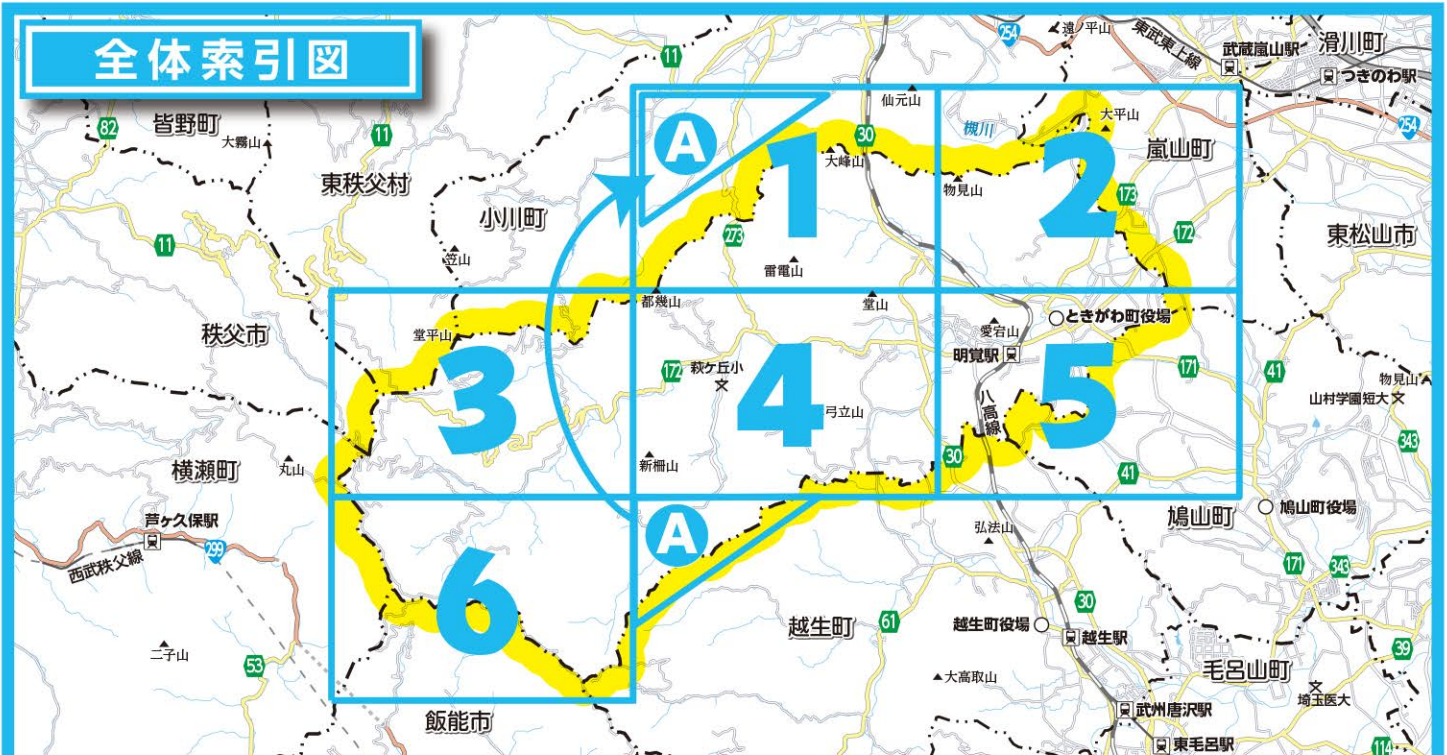 全体索引図
254
遠ノ平山
東武東上線
武蔵嵐山駅
滑川町
つきのわ駅
11
仙元山
82
皆野町
大霧山
11
A
1
30
大峰山
槻川
大平山
254
2
嵐山町
東秩父村
小川町
物見山
173
11
笠山
273
172
東松山市
雷電山
秩父市
都幾山
堂山
ときがわ町役場
堂平山
愛宕山
明覚駅
3
172
萩ケ丘小
4
5
171
41
物見山
山村学園短大
弓立山
八高線
343
横瀬町
丸山
新柵山
30
41
芦ヶ久保駅
299
西武秩父線
A
弘法山
鳩山町
鳩山町役場
171
343
6
30
越生町
61
越生町役場
越生駅
39
二子山
53
毛呂山町
大高取山
埼玉医大
飯能市
武州唐沢駅
東毛呂駅
114